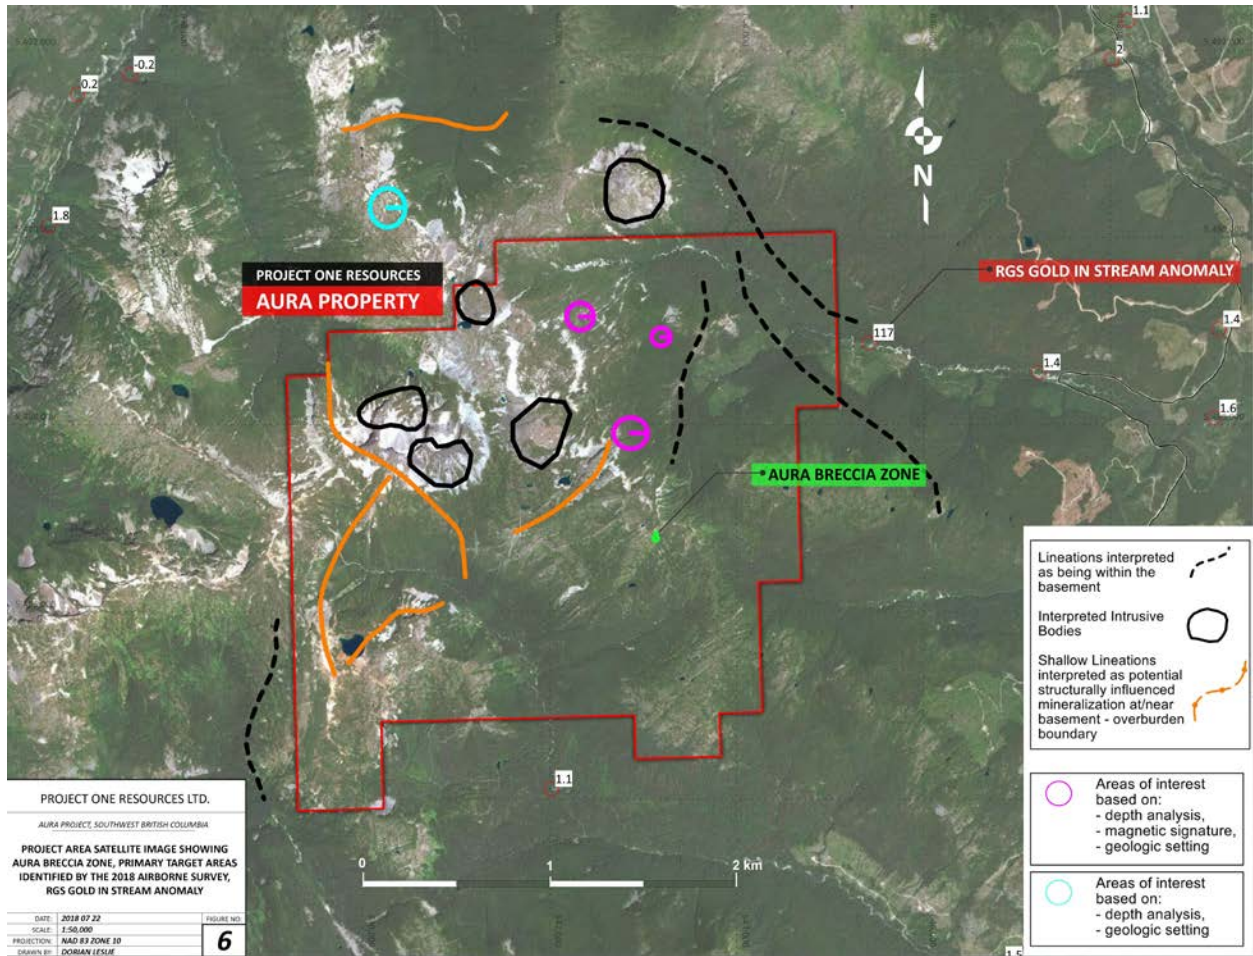 1.1
2
-0.2
0.2
1.8
N
PROJECT ONE RESOURCES
AURA PROPERTY
RGS GOLD IN STREAM ANOMALY
117
1.4
1.4
1.6
AURA BRECCIA ZONE
1.1
0
1
2 km
1.5
Lineations interpreted
as being within the
basement
Interpreted Intrusive
Bodies
Shallow Lineations
interpreted as potential
structurally influenced
mineralization at/near
basement - overburden
boundary
Areas of interest
based on:
- depth analysis,
- magnetic signature,
- geologic setting
Areas of interest
based on:
- depth analysis,
- geologic setting
PROJECT ONE RESOURCES LTD.
AURA PROJECT, SOUTHWEST BRITISH COLUMBIA
PROJECT AREA SATELLITE IMAGE SHOWING
AURA BRECCIA ZONE, PRIMARY TARGET AREAS
IDENTIFIED BY THE 2018 AIRBORNE SURVEY,
RGS GOLD IN STREAM ANOMALY
DATE: 2018 07 22
SCALE: 1:50,000
PROJECTION: NAD 83 ZONE 10
DRAWN BY: DORIAN LESLIE
FIGURE NO:
6